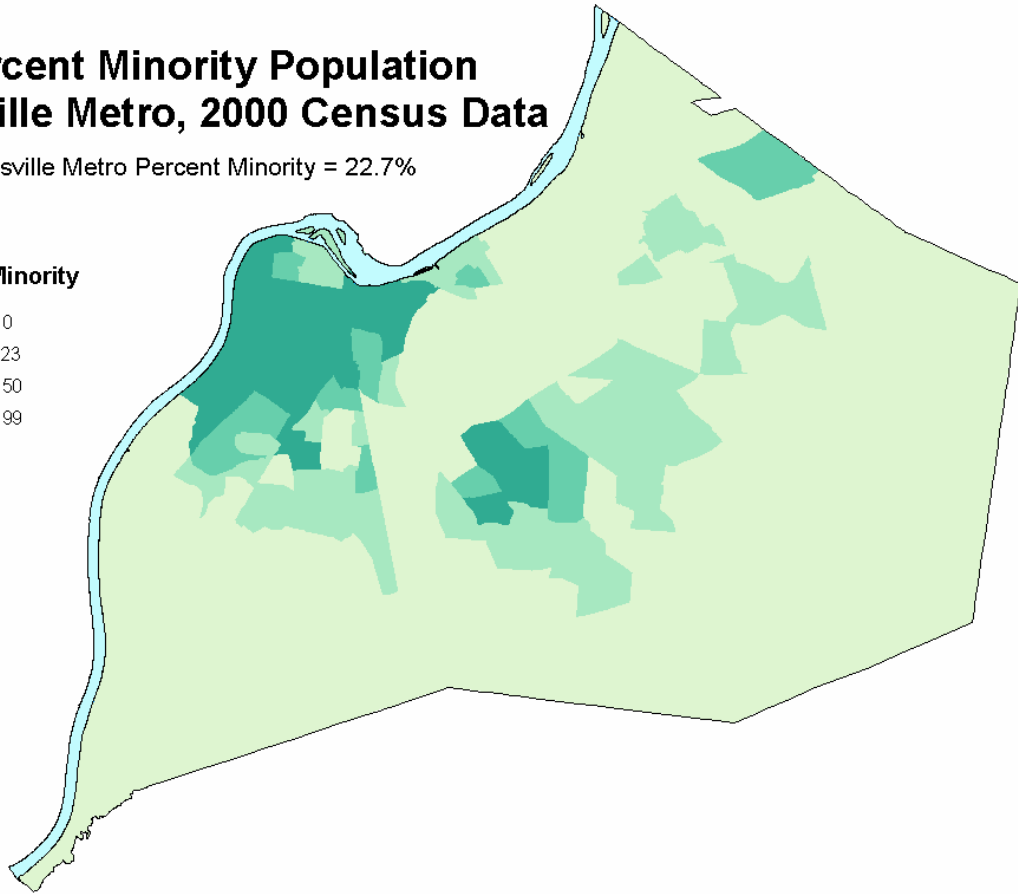 rcent Minority Population
ille Metro, 2000 Census Data
sville Metro Percent Minority = 22.7%
Minority
0
23
50
99